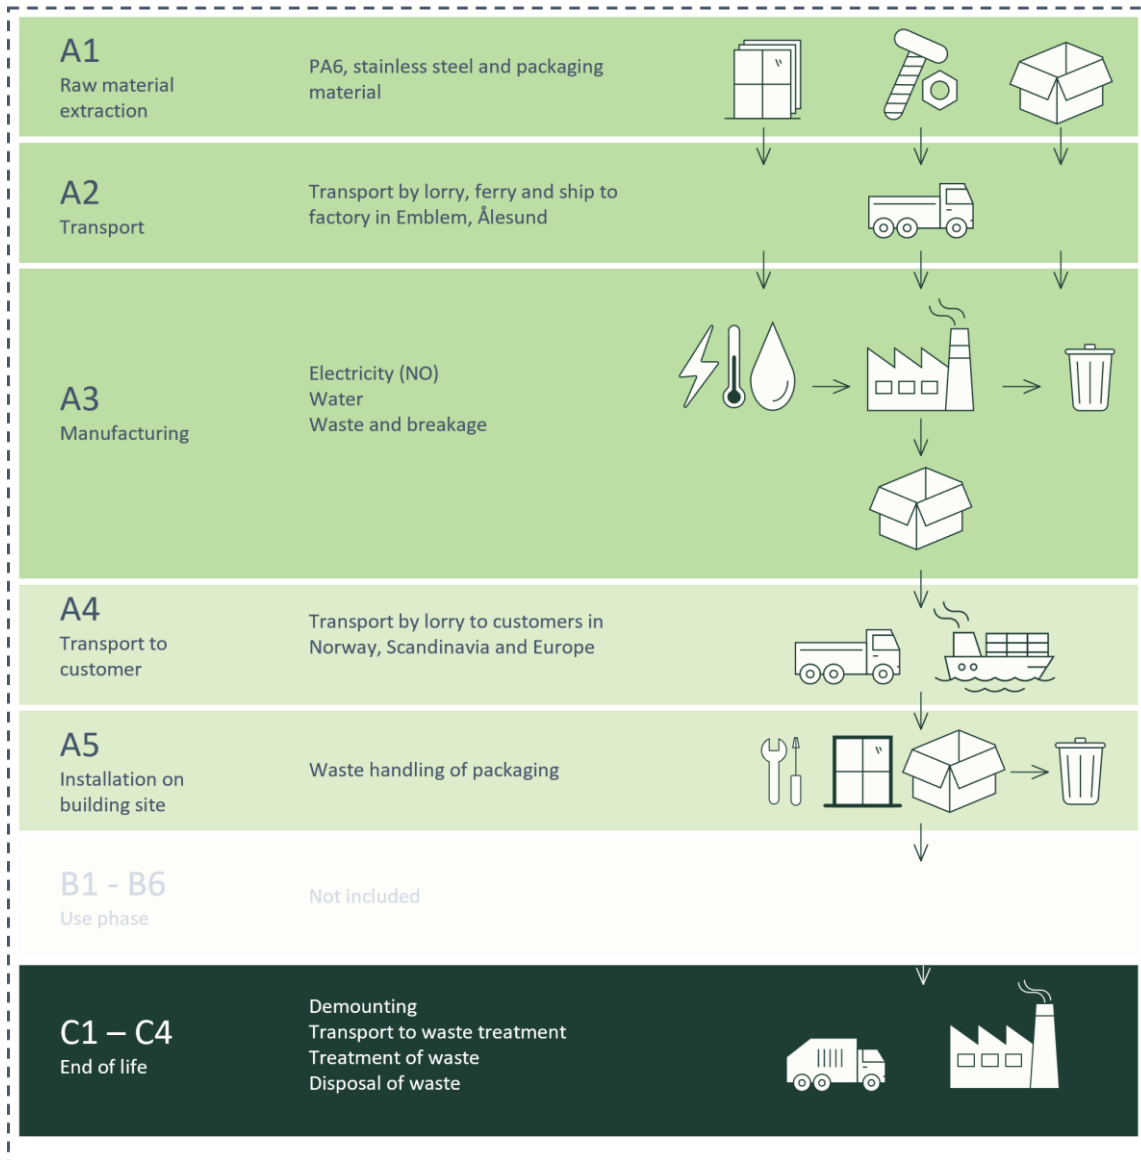 A1
Raw material
extraction
PA6, stainless steel and packaging
material
A2
Transport
Transport by lorry, ferry and ship to
factory in Emblem, Ålesund
A3
Manufacturing
Electricity (NO)
Water
Waste and breakage
A4
Transport to
customer
Transport by lorry to customers in
Norway, Scandinavia and Europe
A5
Installation on
building site
Waste handling of packaging
B1 - B6
Use phase
Not included
C1 – C4
End of life
Demounting
Transport to waste treatment
Treatment of waste
Disposal of waste